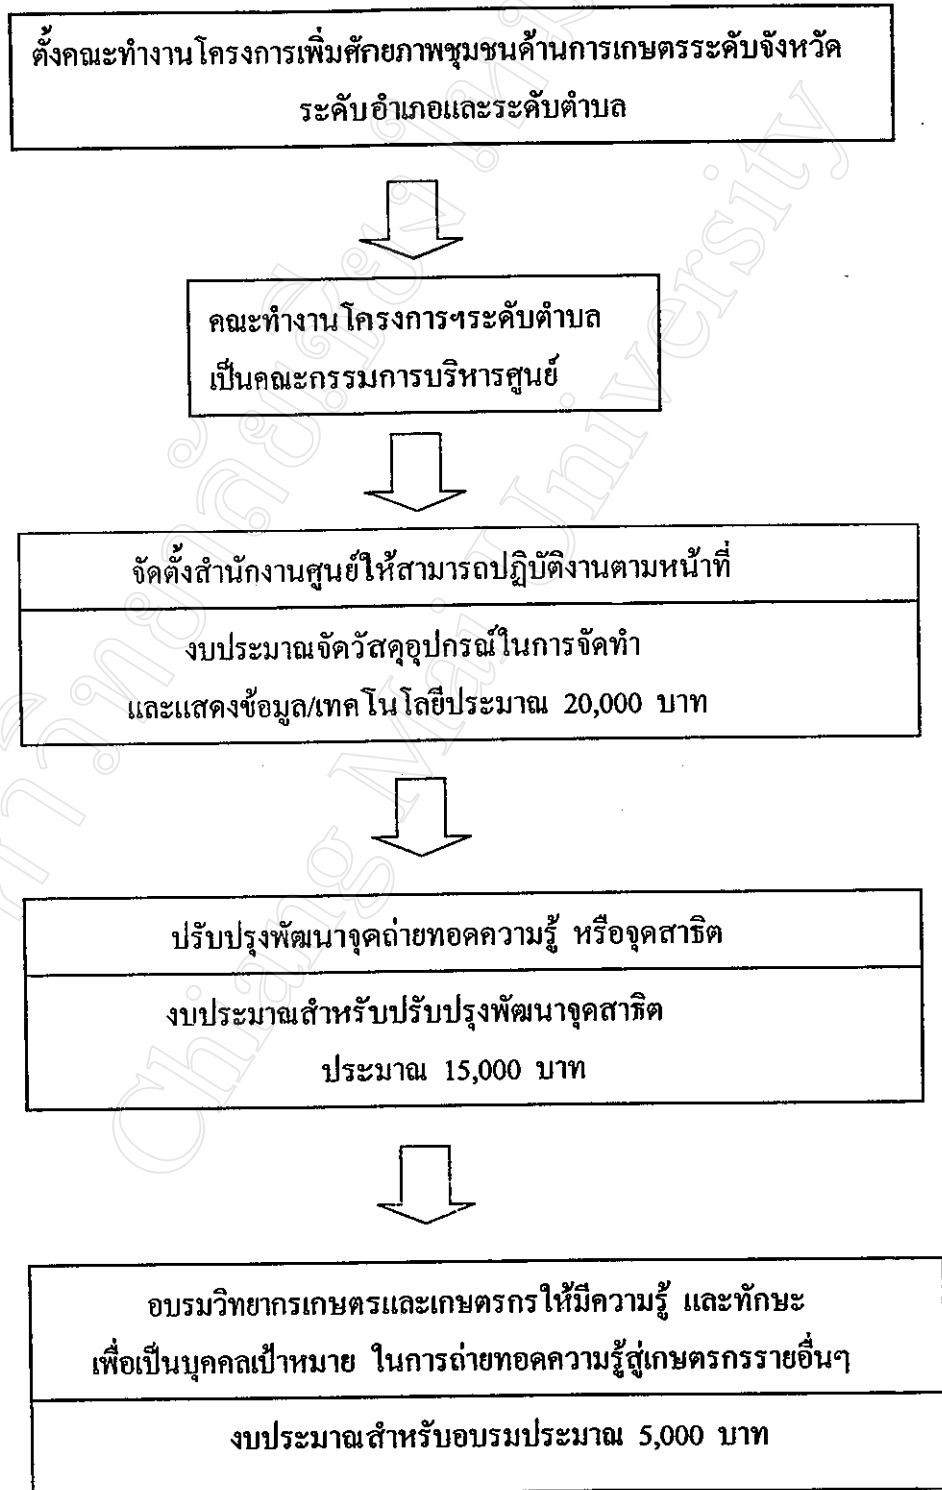 ตั้งคณะทำงานโครงการเพิ่มศักยภาพชุมชนด้านการเกษตรระดับจังหวัด
ระดับอำเภอและระดับตำบล
คณะทำงานโครงการฯระดับตำบล
เป็นคณะกรรมการบริหารศูนย์
จัดตั้งสำนักงานศูนย์ให้สามารถปฏิบัติงานตามหน้าที่
งบประมาณจัดวัสดุอุปกรณ์ในการจัดทำ
และแสดงข้อมูล/เทคโนโลยีประมาณ 20,000 บาท
ปรับปรุงพัฒนาจุดถ่ายทอดความรู้ หรือจุดสาธิต
งบประมาณสำหรับปรับปรุงพัฒนาจุดสาธิต
ประมาณ 15,000 บาท
อบรมวิทยากรเกษตรและเกษตรกรให้มีความรู้ และทักษะ
เพื่อเป็นบุคคลเป้าหมาย ในการถ่ายทอดความรู้สู่เกษตรกรรายอื่นๆ
งบประมาณสำหรับอบรมประมาณ 5,000 บาท
Chiang Mai University